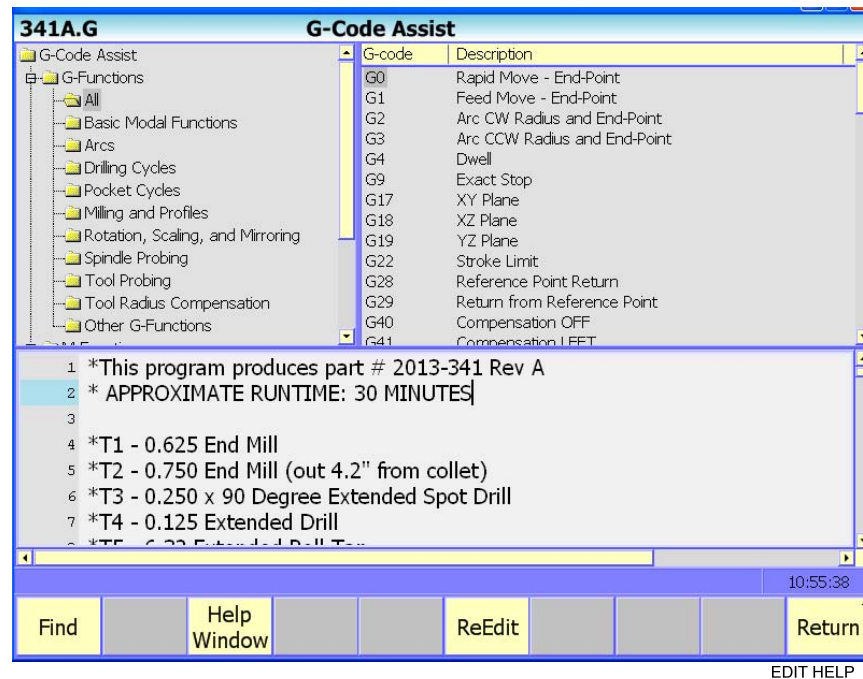 341A.G G-Code Assist
G-Code Assist
G-Functions
All
Basic Modal Functions
Arcs
Drilling Cycles
Pocket Cycles
Milling and Profiles
Rotation, Scaling, and Mirroring
Spindle Probing
Tool Probing
Tool Radius Compensation
Other G-Functions
G-code Description
G0 Rapid Move - End-Point
G1 Feed Move - End-Point
G2 Arc CW Radius and End-Point
G3 Arc CCW Radius and End-Point
G4 Dwell
G9 Exact Stop
G17 XY Plane
G18 XZ Plane
G19 YZ Plane
G22 Stroke Limit
G28 Reference Point Return
G29 Return from Reference Point
G40 Compensation OFF
G41 Compensation LEFT
1 *This program produces part # 2013-341 Rev A
2 * APPROXIMATE RUNTIME: 30 MINUTES
3
4 *T1 - 0.625 End Mill
5 *T2 - 0.750 End Mill (out 4.2" from collet)
6 *T3 - 0.250 x 90 Degree Extended Spot Drill
7 *T4 - 0.125 Extended Drill
10:55:38
Find
Help
Window
ReEdit
Return
EDIT HELP